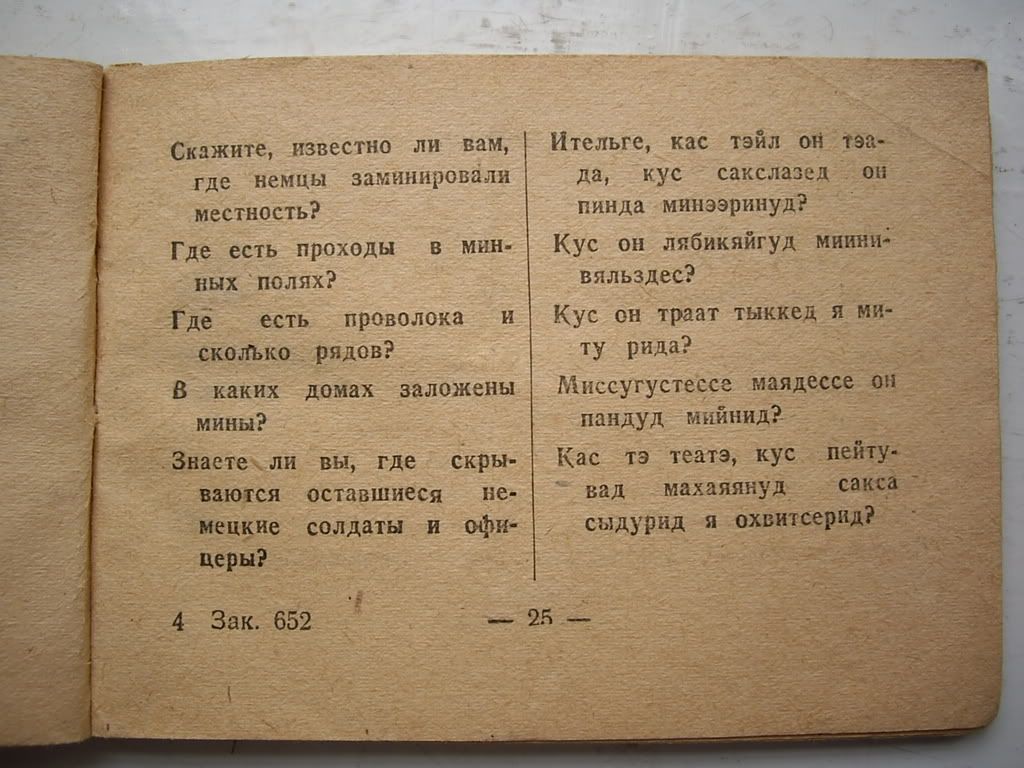 Скажите, известно ли вам,
где немцы заминировали
местность?
Где есть проходы в мин-
ных полях?
Где есть проволока и
сколько рядов?
В каких домах заложены
мины?
Знаете ли вы, где скры-
ваются оставшиеся не-
мецкие солдаты и офи-
церы?
Ительге, кас тэйл он тэа-
да, кус сакслазед он
пинда минээринуд?
Кус он лябикяйгуд миини-
вяльздес?
Кус он траат тыккед я ми-
ту рида?
Миссугустессе маядессе он
пандуд мийнид?
Кас тэ театэ, кус пейту-
вад махаяянуд сакса
сыдурид я охвитсерид?
4 Зак. 652
— 25 —